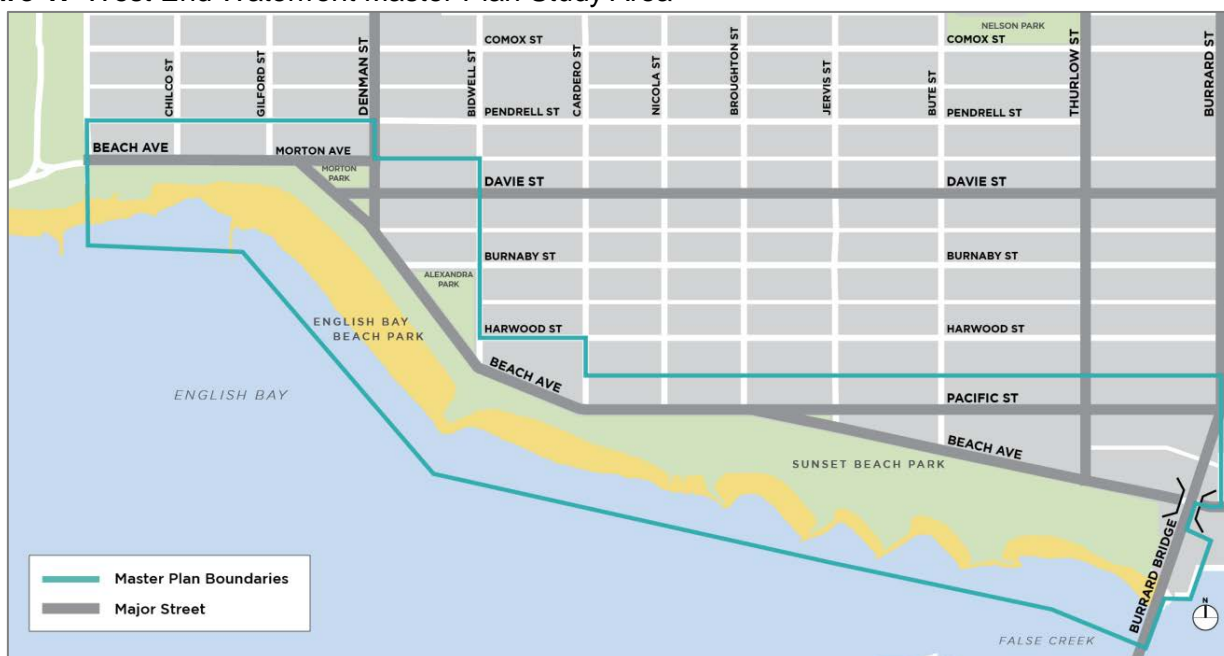 West End Waterfront Master Plan Study Area
NELSON PARK
COMOX ST
COMOX ST
CHILCO ST
GILFORD ST
DENMAN ST
BIDWELL ST
CARDERO ST
NICOLA ST
BROUGHTON ST
JERVIS ST
BUTE ST
THURLOW ST
BURRARD ST
PENDRELL ST
PENDRELL ST
BEACH AVE
MORTON AVE
MORTON
PARK
DAVIE ST
DAVIE ST
BURNABY ST
BURNABY ST
ALEXANDRA
PARK
ENGLISH BAY
BEACH PARK
HARWOOD ST
HARWOOD ST
BEACH AVE
ENGLISH BAY
PACIFIC ST
BEACH AVE
SUNSET BEACH PARK
BURRARD BRIDGE
Master Plan Boundaries
Major Street
N
FALSE CREEK